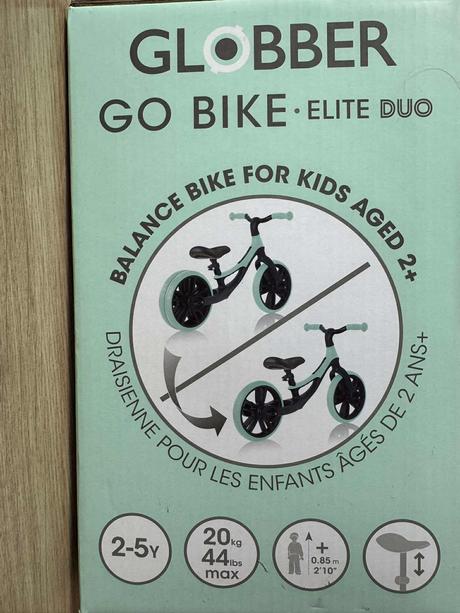 GLOBBER
GO BIKE · ELITE DUO
BALANCE BIKE FOR KIDS AGED 2+
DRAISIENNE POUR LES ENFANTS ÂGÉS DE 2 ANS+
2-5Y
20kg
44lbs
max
+
0.85 m
2'10"